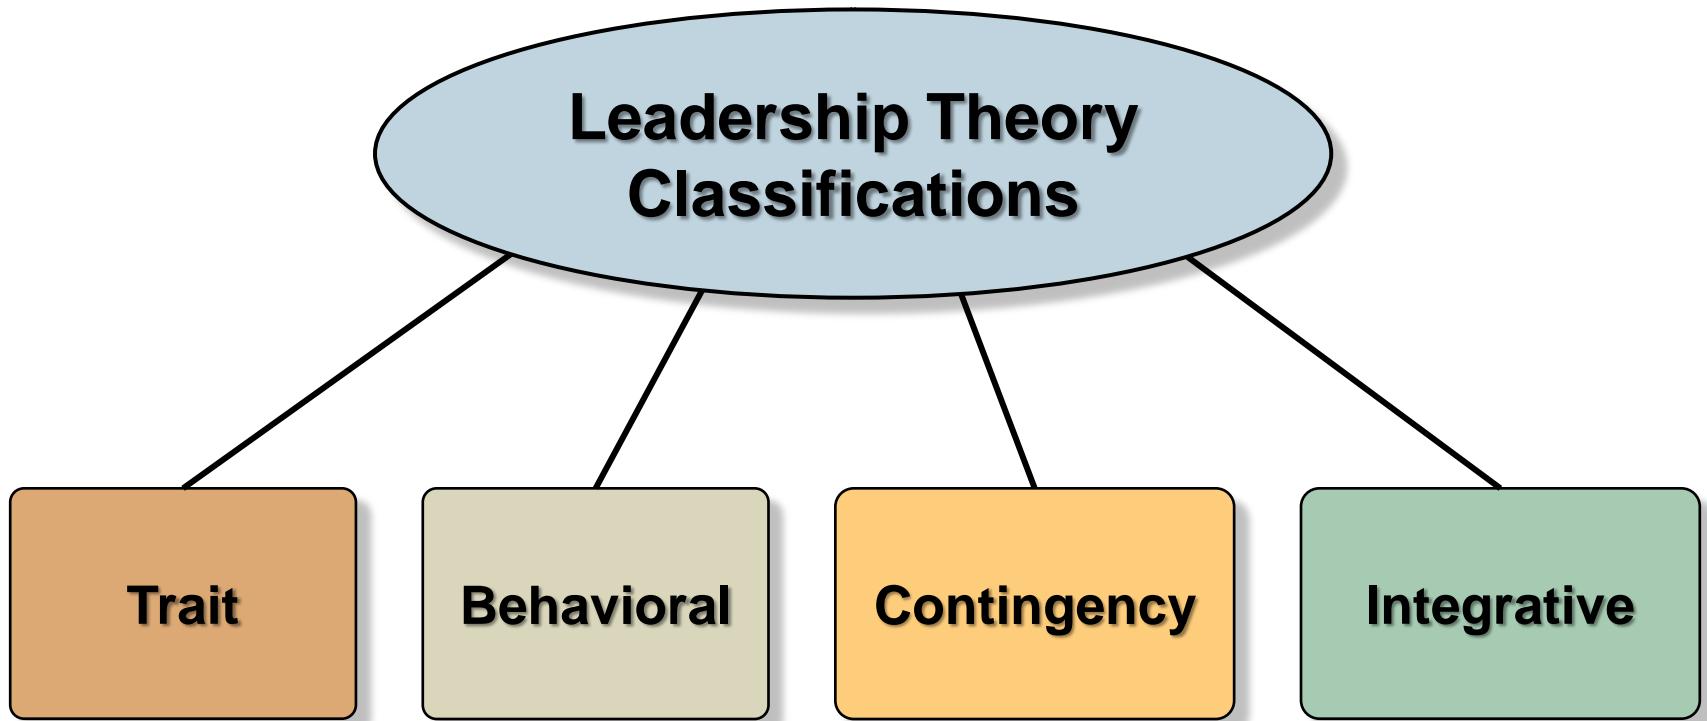 Leadership Theory
Classifications
Trait
Behavioral
Contingency
Integrative